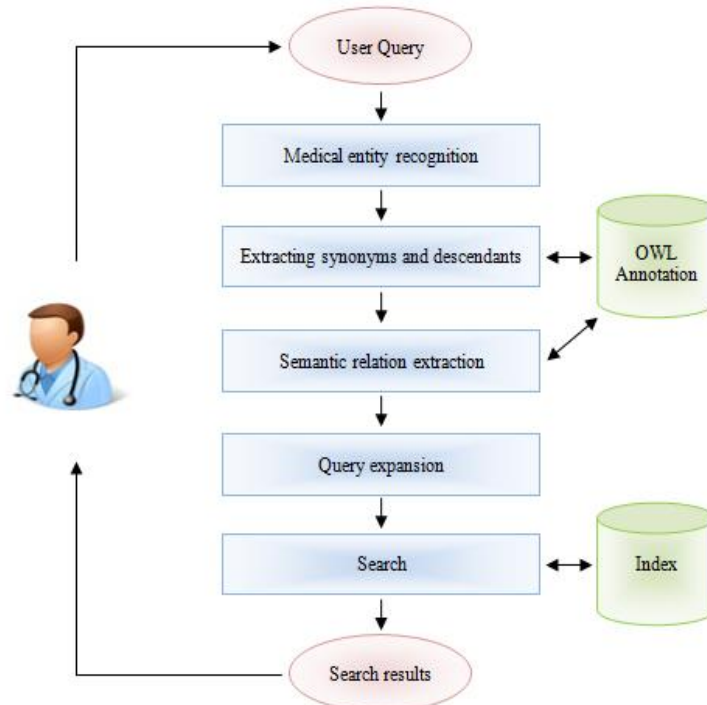 User Query
Medical entity recognition
Extracting synonyms and descendants
OWL
Annotation
Semantic relation extraction
Query expansion
Search
Index
Search results